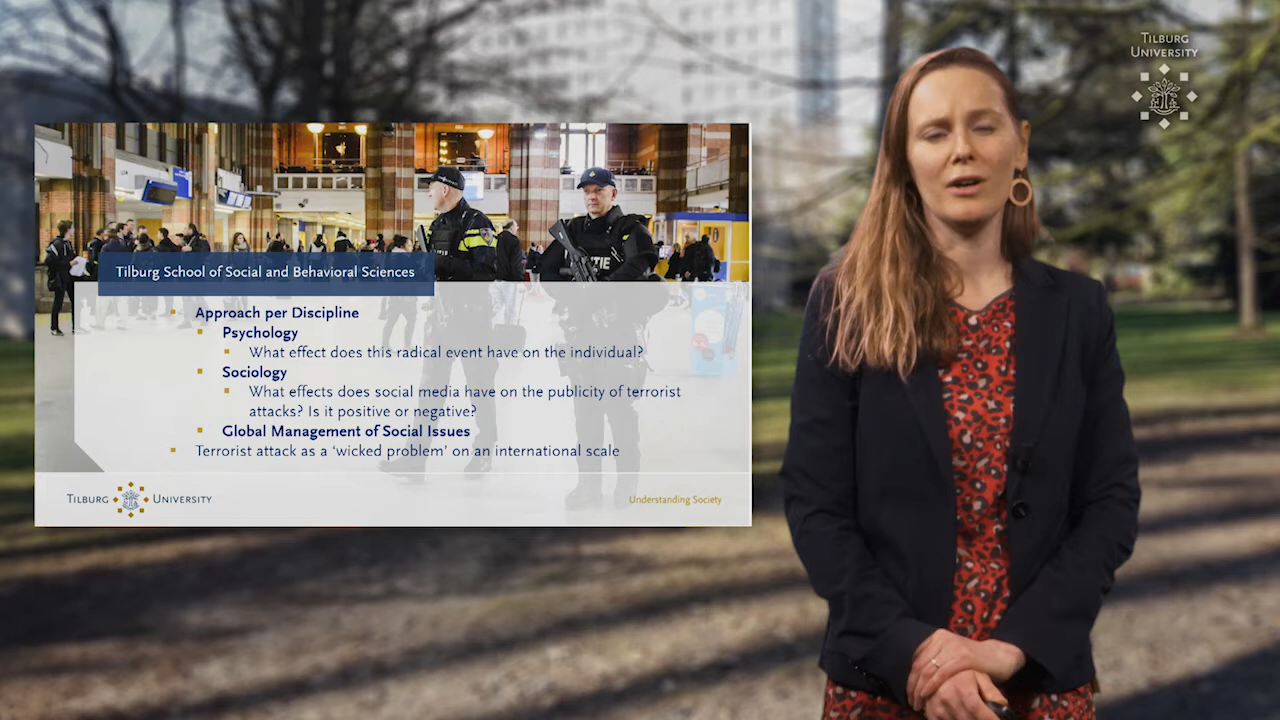 TILBURG
UNIVERSITY
Tilburg School of Social and Behavioral Sciences
Approach per Discipline
Psychology
What effect does this radical event have on the individual?
Sociology
What effects does social media have on the publicity of terrorist
attacks? Is it positive or negative?
Global Management of Social Issues
Terrorist attack as a ‘wicked problem’ on an international scale
TILBURG UNIVERSITY
Understanding Society